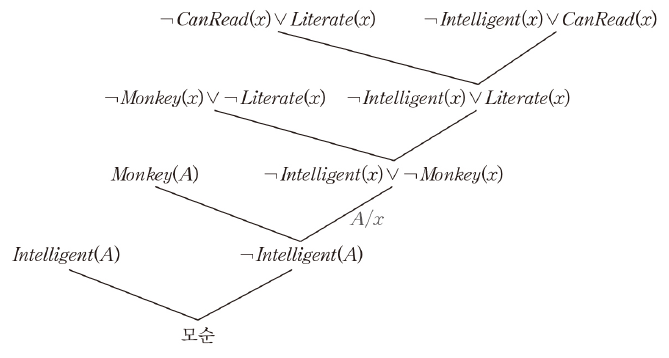 ¬CanRead(x)∨Literate(x) ¬Intelligent(x)∨CanRead(x)
¬Monkey(x)∨¬Literate(x) ¬Intelligent(x)∨Literate(x)
Monkey(A) ¬Intelligent(x)∨¬Monkey(x)
A/x
Intelligent(A) ¬Intelligent(A)
모순